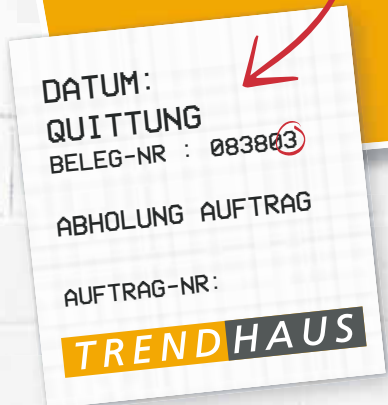 DATUM:
QUITTUNG
BELEG-NR : 083803
ABHOLUNG AUFTRAG
AUFTRAG-NR:
TRENDHAUS